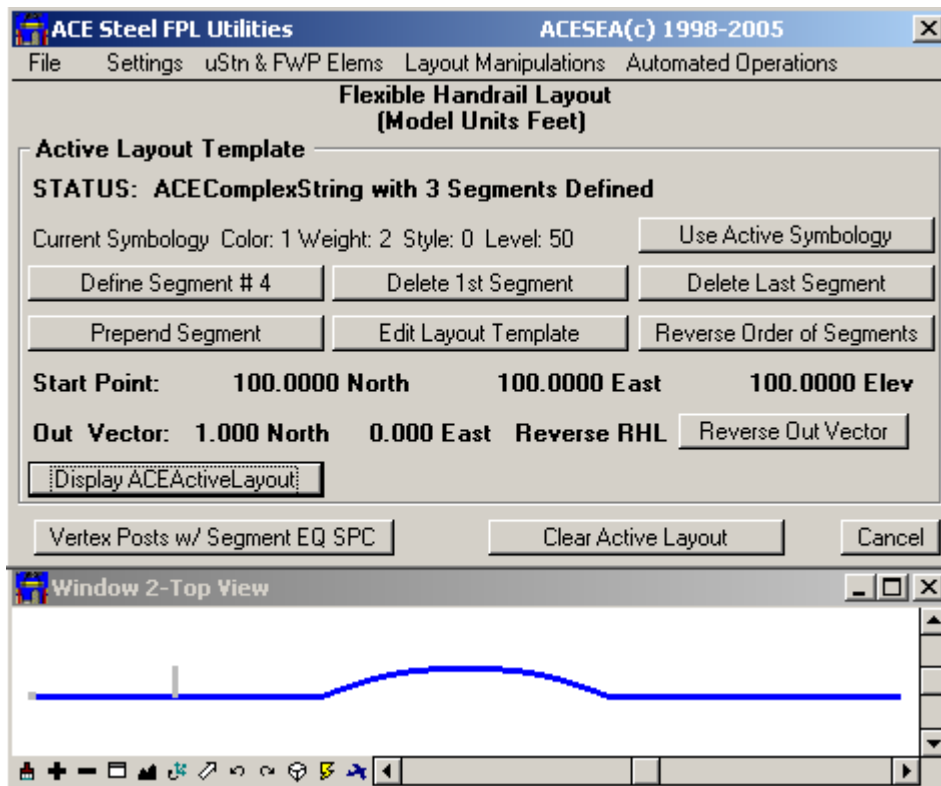 ACE Steel FPL Utilities ACESEA(c) 1998-2005
File Settings uStn & FWP Elems Layout Manipulations Automated Operations
Flexible Handrail Layout
(Model Units Feet)
Active Layout Template
STATUS: ACEComplexString with 3 Segments Defined
Current Symbology Color: 1 Weight: 2 Style: 0 Level: 50 Use Active Symbology
Define Segment # 4 Delete 1st Segment Delete Last Segment
Prepend Segment Edit Layout Template Reverse Order of Segments
Start Point: 100.0000 North 100.0000 East 100.0000 Elev
Out Vector: 1.000 North 0.000 East Reverse RHL Reverse Out Vector
Display ACEActiveLayout
Vertex Posts w/ Segment EQ SPC Clear Active Layout Cancel
Window 2-Top View